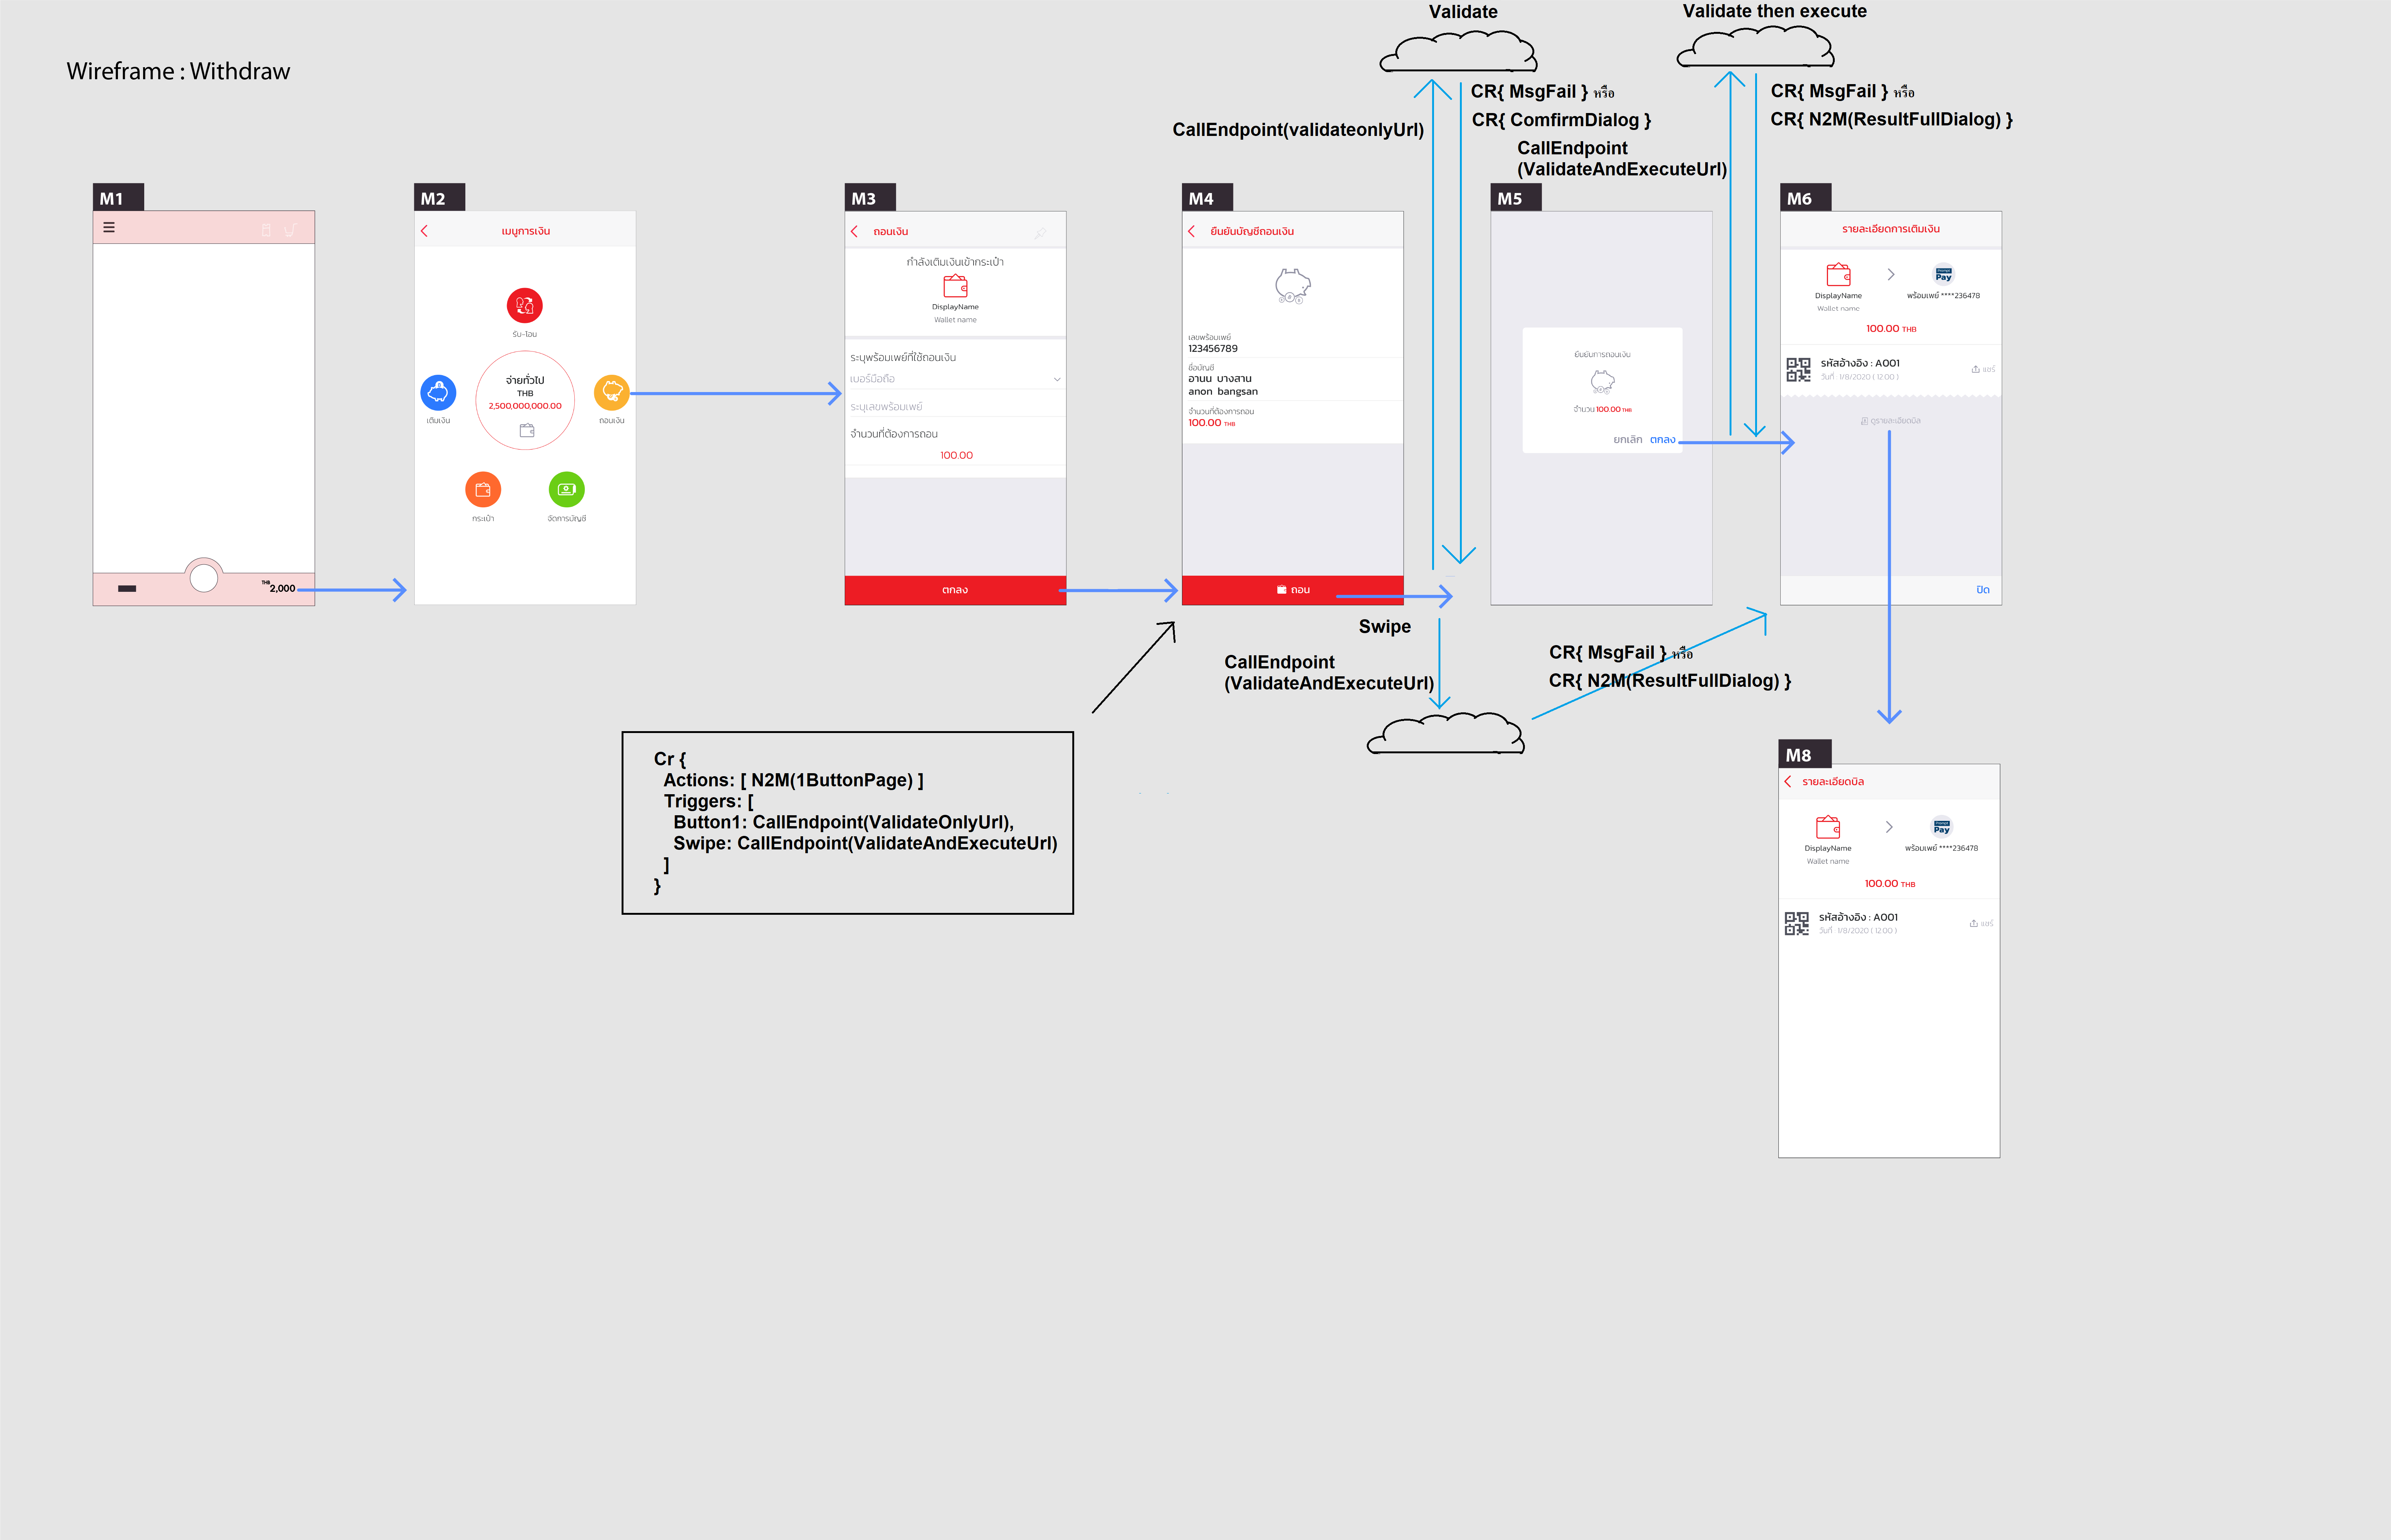 Wireframe : Withdraw
Validate
Validate then execute
CallEndpoint(validateonlyUrl)
CR{ MsgFail } หรือ
CR{ ComfirmDialog }
CallEndpoint
(ValidateAndExecuteUrl)
CR{ MsgFail } หรือ
CR{ N2M(ResultFullDialog) }
M1
THB 2,000
M2
เมนูการเงิน
รับ-โอน
จ่ายทั่วไป
THB
2,500,000,000.00
เติมเงิน
ถอนเงิน
กระเป๋า
จัดการบัญชี
M3
ถอนเงิน
กำลังเติมเงินเข้ากระเป๋า
DisplayName
Wallet name
ระบุพร้อมเพย์ที่ใช้ถอนเงิน
เบอร์มือถือ
ระบุเลขพร้อมเพย์
จำนวนที่ต้องการถอน
100.00
ตกลง
M4
ยืนยันบัญชีถอนเงิน
เลขพร้อมเพย์
123456789
ชื่อบัญชี
อานน บางสาน
anon bangsan
จำนวนที่ต้องการถอน
100.00 THB
ถอน
M5
ยืนยันการถอนเงิน
จำนวน 100.00 THB
ยกเลิก ตกลง
M6
รายละเอียดการเติมเงิน
Prompt
Pay
DisplayName
พร้อมเพย์ ****236478
Wallet name
100.00 THB
รหัสอ้างอิง : A001
วันที่ 1/8/2020 ( 12:00 )
แชร์
ดูรายละเอียดบิล
ปิด
Swipe
CallEndpoint
(ValidateAndExecuteUrl)
CR{ MsgFail } หรือ
CR{ N2M(ResultFullDialog) }
Cr {
Actions: [ N2M(1ButtonPage) ]
Triggers: [
Button1: CallEndpoint(ValidateOnlyUrl),
Swipe: CallEndpoint(ValidateAndExecuteUrl)
]
}
M8
รายละเอียดบิล
Prompt
Pay
DisplayName
พร้อมเพย์ ****236478
Wallet name
100.00 THB
รหัสอ้างอิง : A001
วันที่ 1/8/2020 ( 12:00 )
แชร์